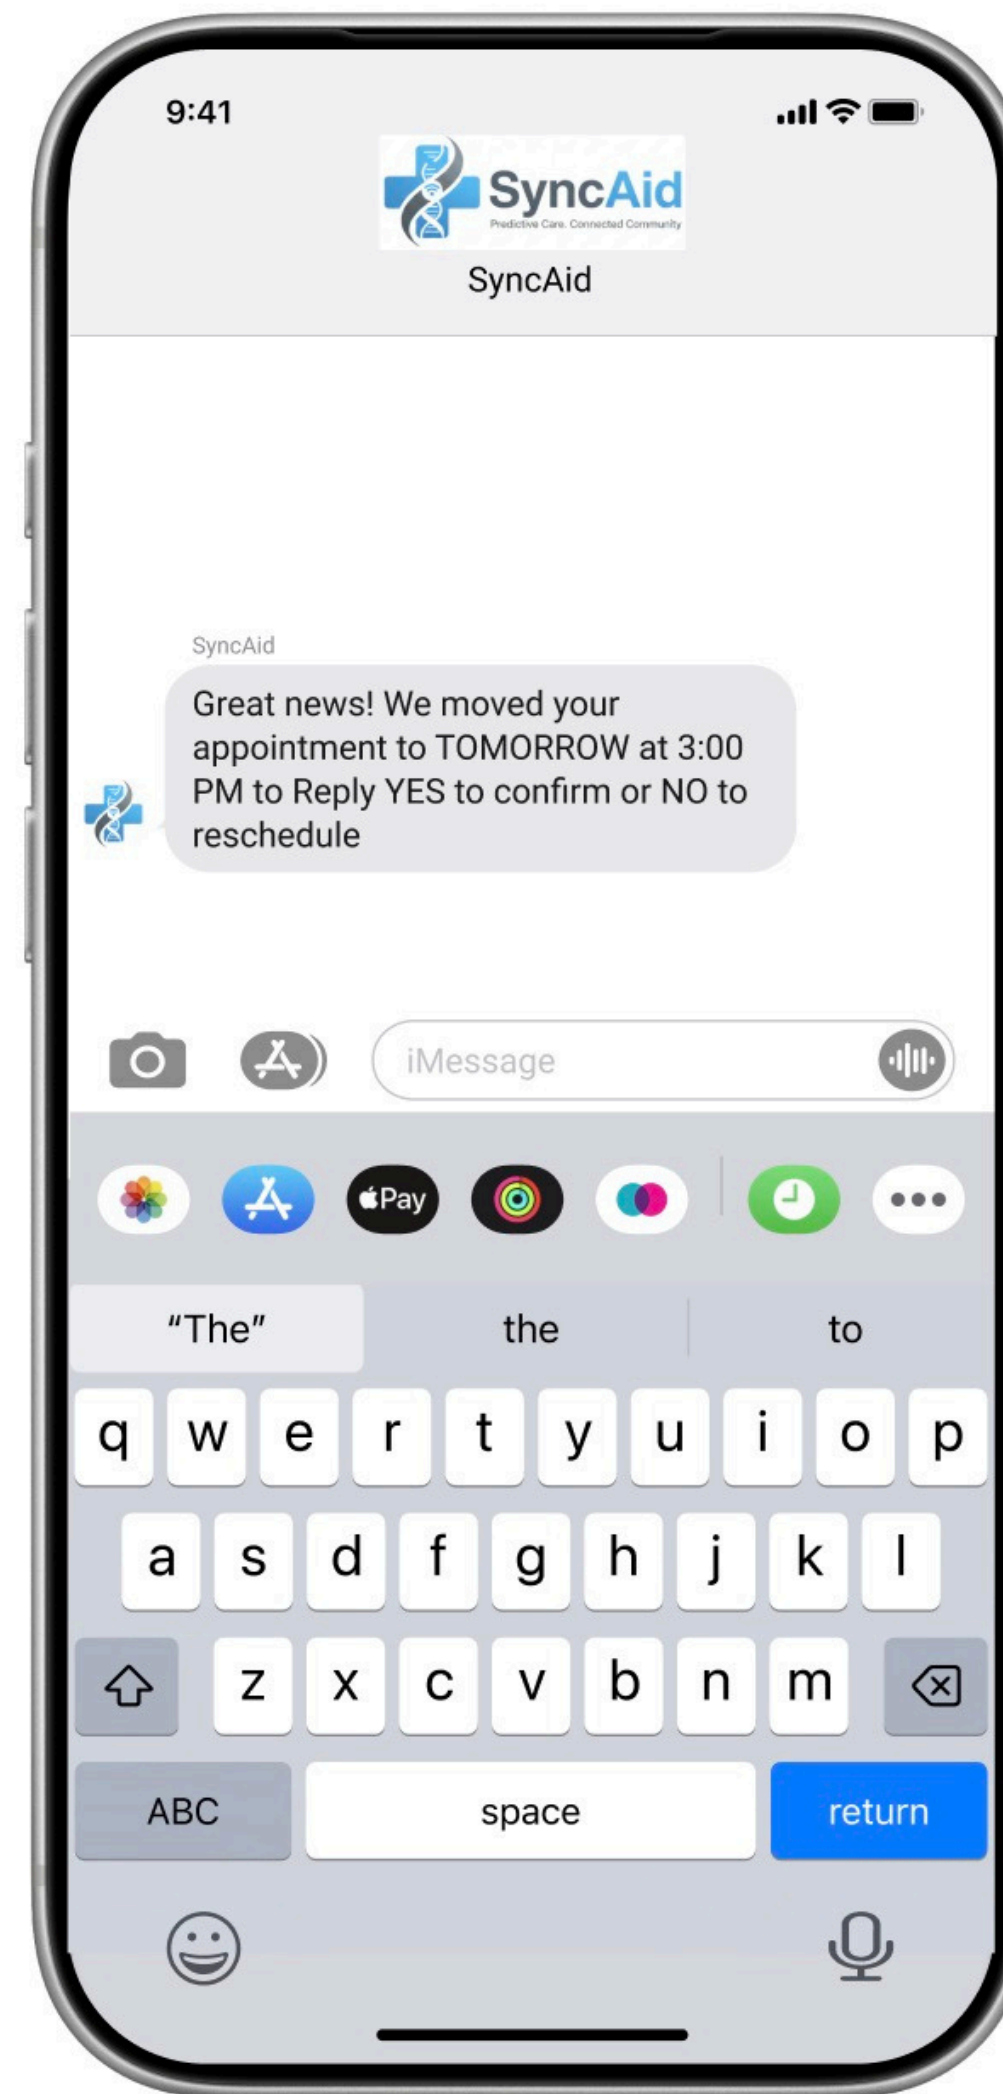 9:41
SyncAid
Predictive Care. Connected Community
SyncAid
SyncAid
Great news! We moved your
appointment to TOMORROW at 3:00
PM to Reply YES to confirm or NO to
reschedule
iMessage
Pay
“The” the to
q w e r t y u i o p
a s d f g h j k l
z x c v b n m
ABC space return